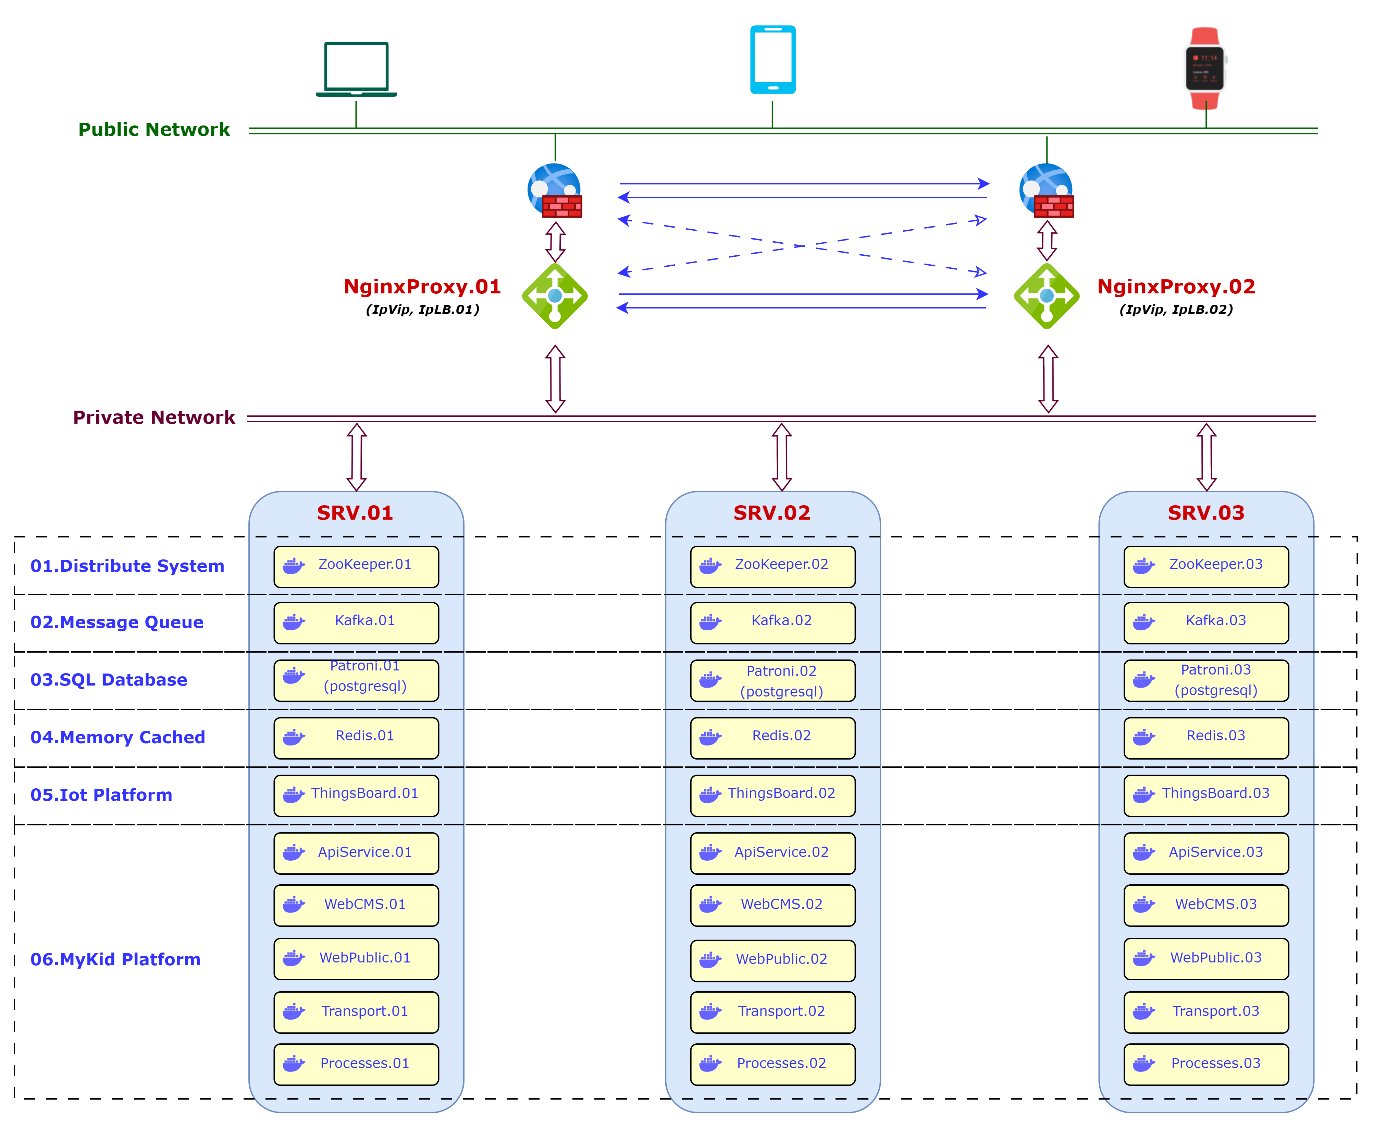 11:14
Public Network
NginxProxy.01
(IpVip, IpLB.01)
NginxProxy.02
(IpVip, IpLB.02)
Private Network
SRV.01
SRV.02
SRV.03
01.Distribute System
ZooKeeper.01
ZooKeeper.02
ZooKeeper.03
02.Message Queue
Kafka.01
Kafka.02
Kafka.03
03.SQL Database
Patroni.01
(postgresql)
Patroni.02
(postgresql)
Patroni.03
(postgresql)
04.Memory Cached
Redis.01
Redis.02
Redis.03
05.Iot Platform
ThingsBoard.01
ThingsBoard.02
ThingsBoard.03
06.MyKid Platform
ApiService.01
ApiService.02
ApiService.03
WebCMS.01
WebCMS.02
WebCMS.03
WebPublic.01
WebPublic.02
WebPublic.03
Transport.01
Transport.02
Transport.03
Processes.01
Processes.02
Processes.03